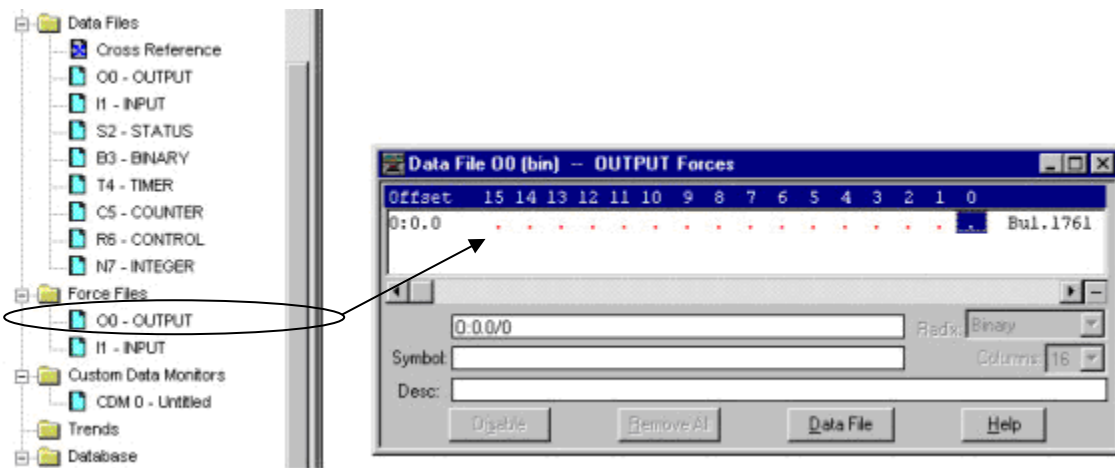 Data Files
Cross Reference
O0 - OUTPUT
I1 - INPUT
S2 - STATUS
B3 - BINARY
T4 - TIMER
C5 - COUNTER
R6 - CONTROL
N7 - INTEGER
Force Files
O0 - OUTPUT
I1 - INPUT
Custom Data Monitors
CDM 0 - Untitled
Trends
Database
Data File O0 (bin) -- OUTPUT Forces
Offset 15 14 13 12 11 10 9 8 7 6 5 4 3 2 1 0
O:0.0 . . . . . . . . . . . . . . . . Bul.1761
O:0.0/0 Radix: Binary
Symbol: Columns: 16
Desc:
Disable Remove All Data File Help